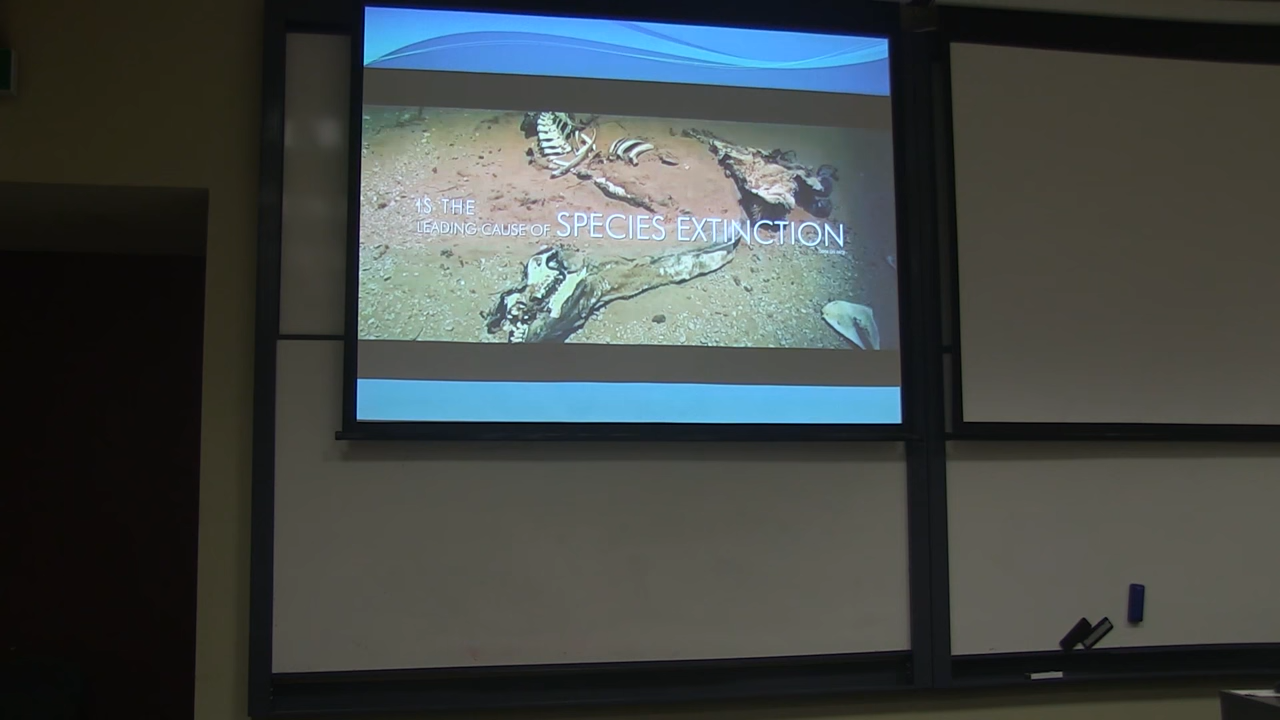 IS THE
LEADING CAUSE OF SPECIES EXTINCTION